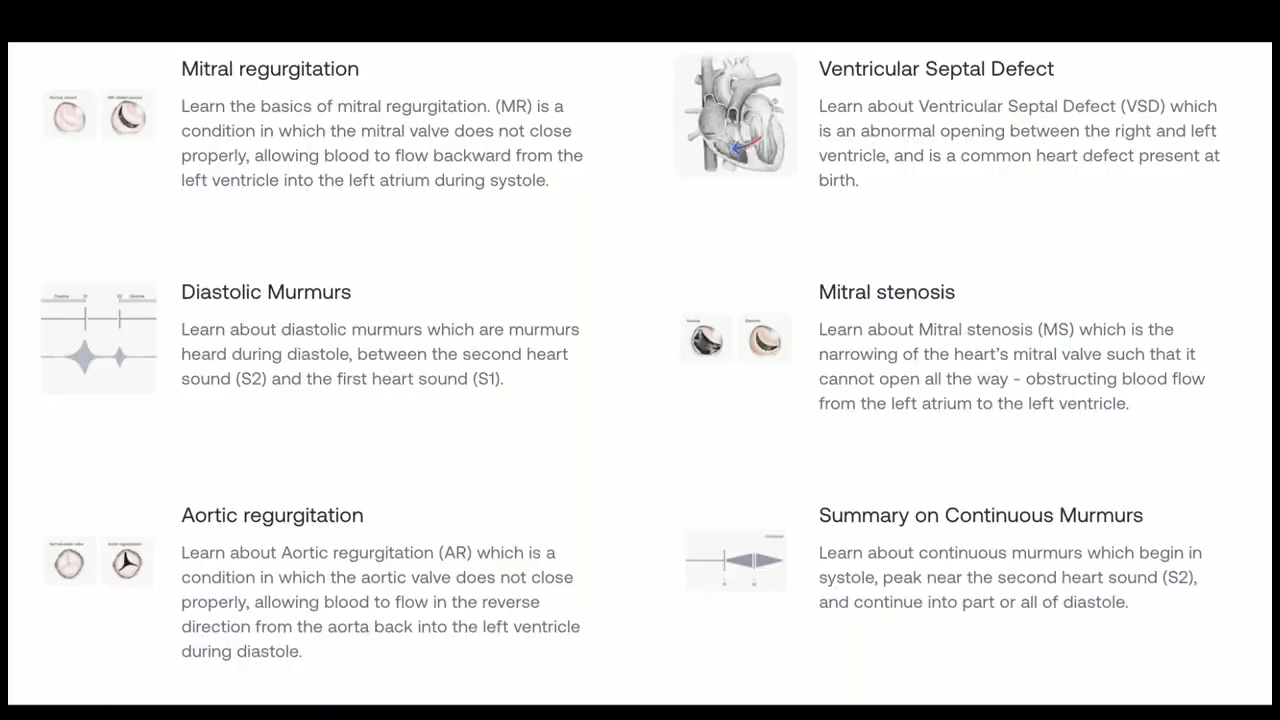 Mitral regurgitation
Learn the basics of mitral regurgitation. (MR) is a
condition in which the mitral valve does not close
properly, allowing blood to flow backward from the
left ventricle into the left atrium during systole.
Ventricular Septal Defect
Learn about Ventricular Septal Defect (VSD) which
is an abnormal opening between the right and left
ventricle, and is a common heart defect present at
birth.
Diastolic Murmurs
Learn about diastolic murmurs which are murmurs
heard during diastole, between the second heart
sound (S2) and the first heart sound (S1).
Mitral stenosis
Learn about Mitral stenosis (MS) which is the
narrowing of the heart’s mitral valve such that it
cannot open all the way - obstructing blood flow
from the left atrium to the left ventricle.
Aortic regurgitation
Learn about Aortic regurgitation (AR) which is a
condition in which the aortic valve does not close
properly, allowing blood to flow in the reverse
direction from the aorta back into the left ventricle
during diastole.
Summary on Continuous Murmurs
Learn about continuous murmurs which begin in
systole, peak near the second heart sound (S2),
and continue into part or all of diastole.